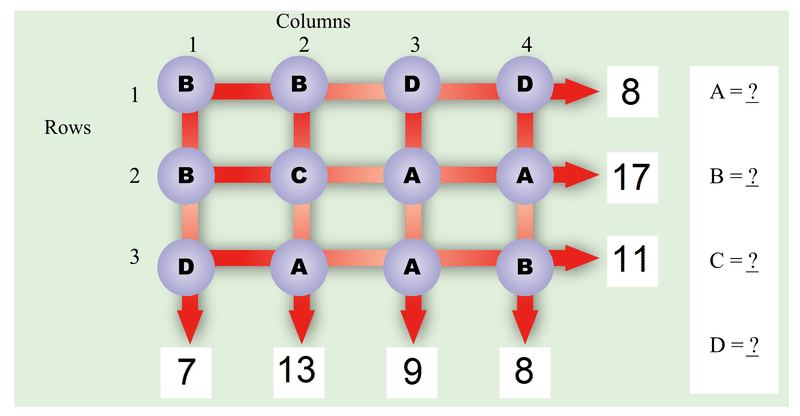 Columns
1 2 3 4
1 B B D D 8 A = ?
Rows
2 B C A A 17 B = ?
3 D A A B 11 C = ?
D = ?
7 13 9 8